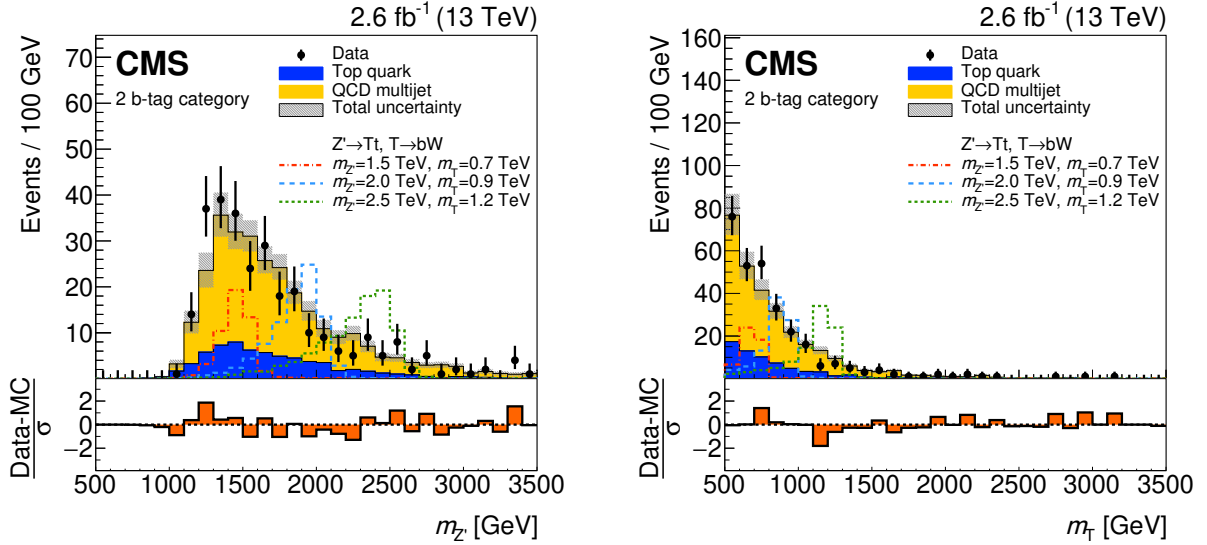 2.6 fb⁻¹ (13 TeV)
CMS
2 b-tag category
Data
Top quark
QCD multijet
Total uncertainty
Z'→Tt, T→bW
m_Z'=1.5 TeV, m_T=0.7 TeV
m_Z'=2.0 TeV, m_T=0.9 TeV
m_Z'=2.5 TeV, m_T=1.2 TeV
Events / 100 GeV
70
60
50
40
30
20
10
Data-MC
σ
2
0
−2
500 1000 1500 2000 2500 3000 3500
m_Z' [GeV]
2.6 fb⁻¹ (13 TeV)
CMS
2 b-tag category
Data
Top quark
QCD multijet
Total uncertainty
Z'→Tt, T→bW
m_Z'=1.5 TeV, m_T=0.7 TeV
m_Z'=2.0 TeV, m_T=0.9 TeV
m_Z'=2.5 TeV, m_T=1.2 TeV
Events / 100 GeV
160
140
120
100
80
60
40
20
Data-MC
σ
2
0
−2
500 1000 1500 2000 2500 3000 3500
m_T [GeV]